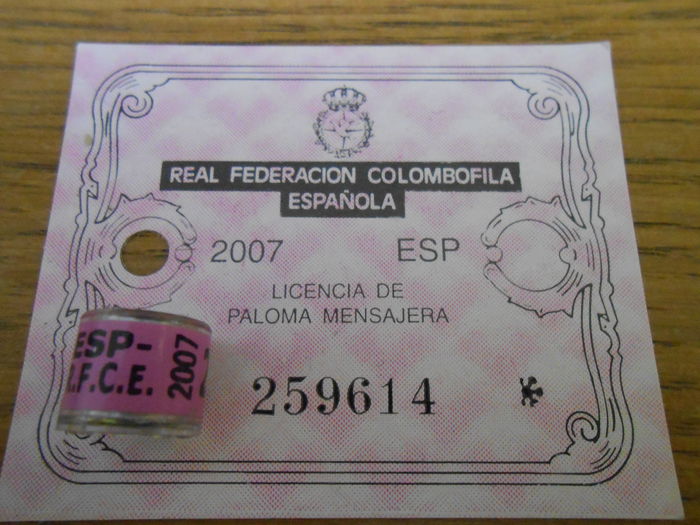 REAL FEDERACION COLOMBOFILA
ESPAÑOLA
2007 ESP
LICENCIA DE
PALOMA MENSAJERA
259614
ESP-
.F.C.E. 2007